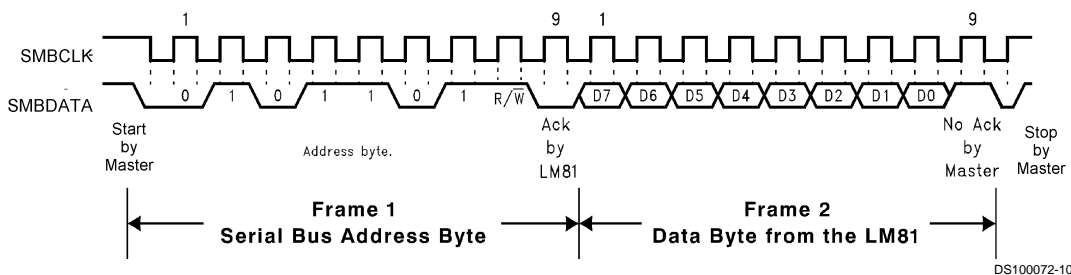 1 9 1 9
SMBCLK
SMBDATA
0 1 0 1 1 0 1 R/W D7 D6 D5 D4 D3 D2 D1 D0
Start
by
Master
Address byte.
Ack
by
LM81
No Ack
by
Master
Stop
by
Master
Frame 1
Serial Bus Address Byte
Frame 2
Data Byte from the LM81
DS100072-10